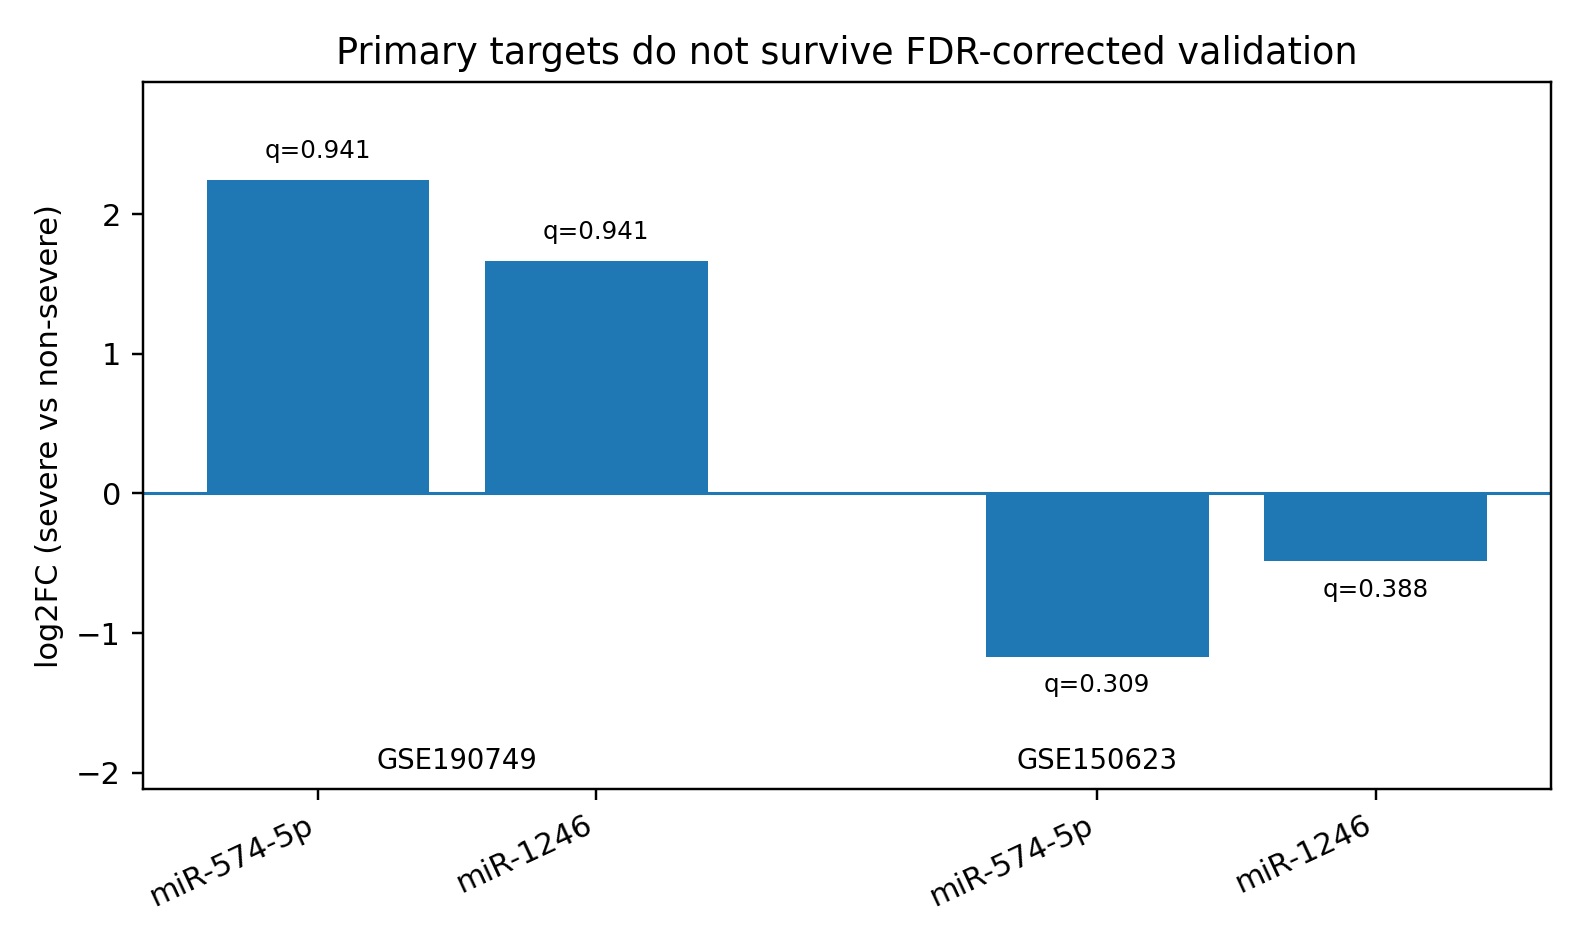 Primary targets do not survive FDR-corrected validation
log2FC (severe vs non-severe)
2
1
0
−1
−2
q=0.941
q=0.941
q=0.309
q=0.388
GSE190749
GSE150623
miR-574-5p
miR-1246
miR-574-5p
miR-1246